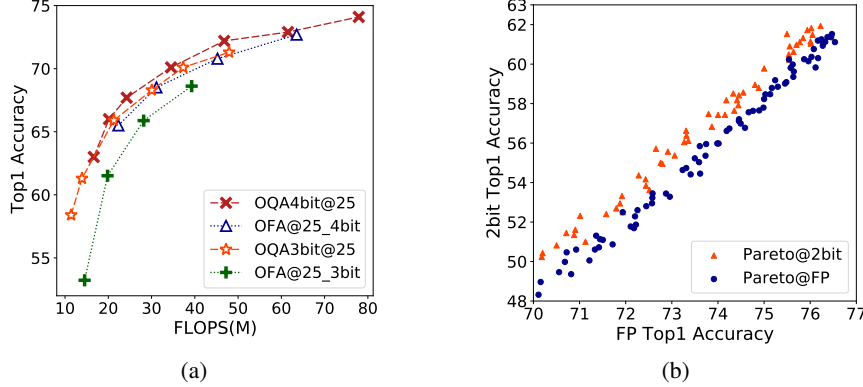 (a)
Top1 Accuracy
75
70
65
60
55
OQA4bit@25
OFA@25_4bit
OQA3bit@25
OFA@25_3bit
10 20 30 40 50 60 70 80
FLOPS(M)
(b)
2bit Top1 Accuracy
63
62
60
58
56
54
52
50
48
Pareto@2bit
Pareto@FP
70 71 72 73 74 75 76 77
FP Top1 Accuracy
(a)
(b)